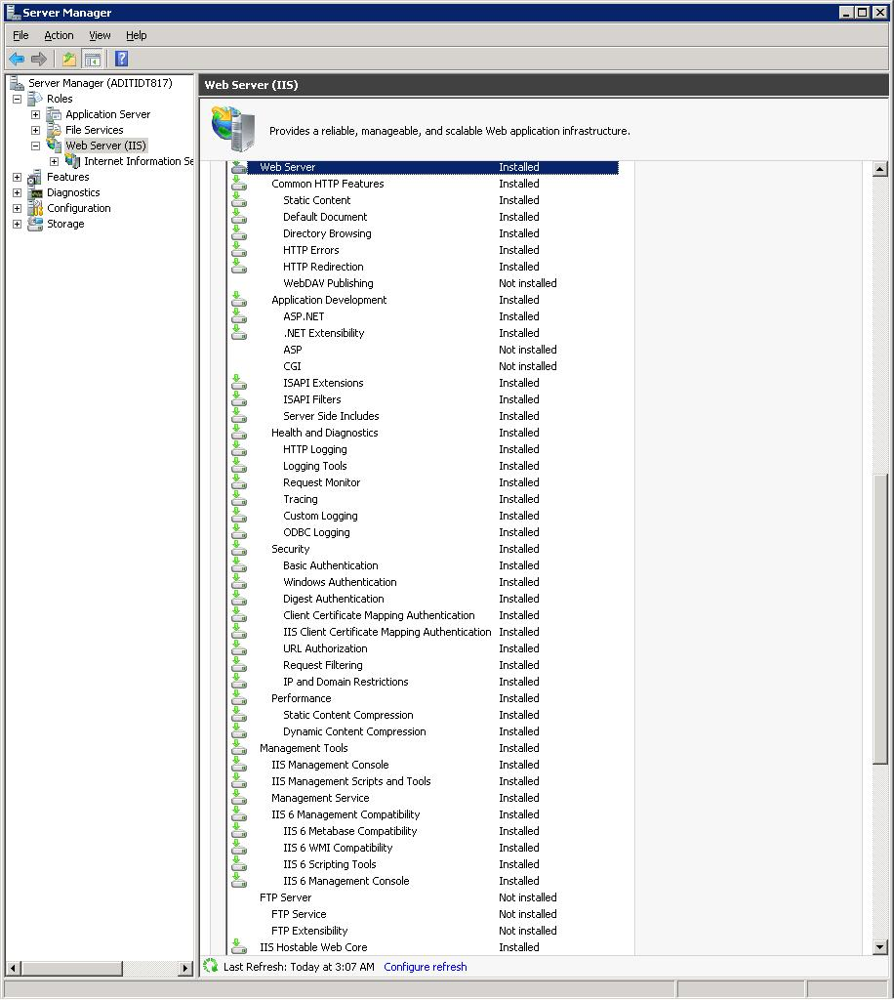 Server Manager
File Action View Help
Server Manager (ADITIDT817)
Roles
Application Server
File Services
Web Server (IIS)
Internet Information Se
Features
Diagnostics
Configuration
Storage
Web Server (IIS)
Provides a reliable, manageable, and scalable Web application infrastructure.
Web Server Installed
Common HTTP Features Installed
Static Content Installed
Default Document Installed
Directory Browsing Installed
HTTP Errors Installed
HTTP Redirection Installed
WebDAV Publishing Not installed
Application Development Installed
ASP.NET Installed
.NET Extensibility Installed
ASP Not installed
CGI Not installed
ISAPI Extensions Installed
ISAPI Filters Installed
Server Side Includes Installed
Health and Diagnostics Installed
HTTP Logging Installed
Logging Tools Installed
Request Monitor Installed
Tracing Installed
Custom Logging Installed
ODBC Logging Installed
Security Installed
Basic Authentication Installed
Windows Authentication Installed
Digest Authentication Installed
Client Certificate Mapping Authentication Installed
IIS Client Certificate Mapping Authentication Installed
URL Authorization Installed
Request Filtering Installed
IP and Domain Restrictions Installed
Performance Installed
Static Content Compression Installed
Dynamic Content Compression Installed
Management Tools Installed
IIS Management Console Installed
IIS Management Scripts and Tools Installed
Management Service Installed
IIS 6 Management Compatibility Installed
IIS 6 Metabase Compatibility Installed
IIS 6 WMI Compatibility Installed
IIS 6 Scripting Tools Installed
IIS 6 Management Console Installed
FTP Server Not installed
FTP Service Not installed
FTP Extensibility Not installed
IIS Hostable Web Core Installed
Last Refresh: Today at 3:07 AM Configure refresh